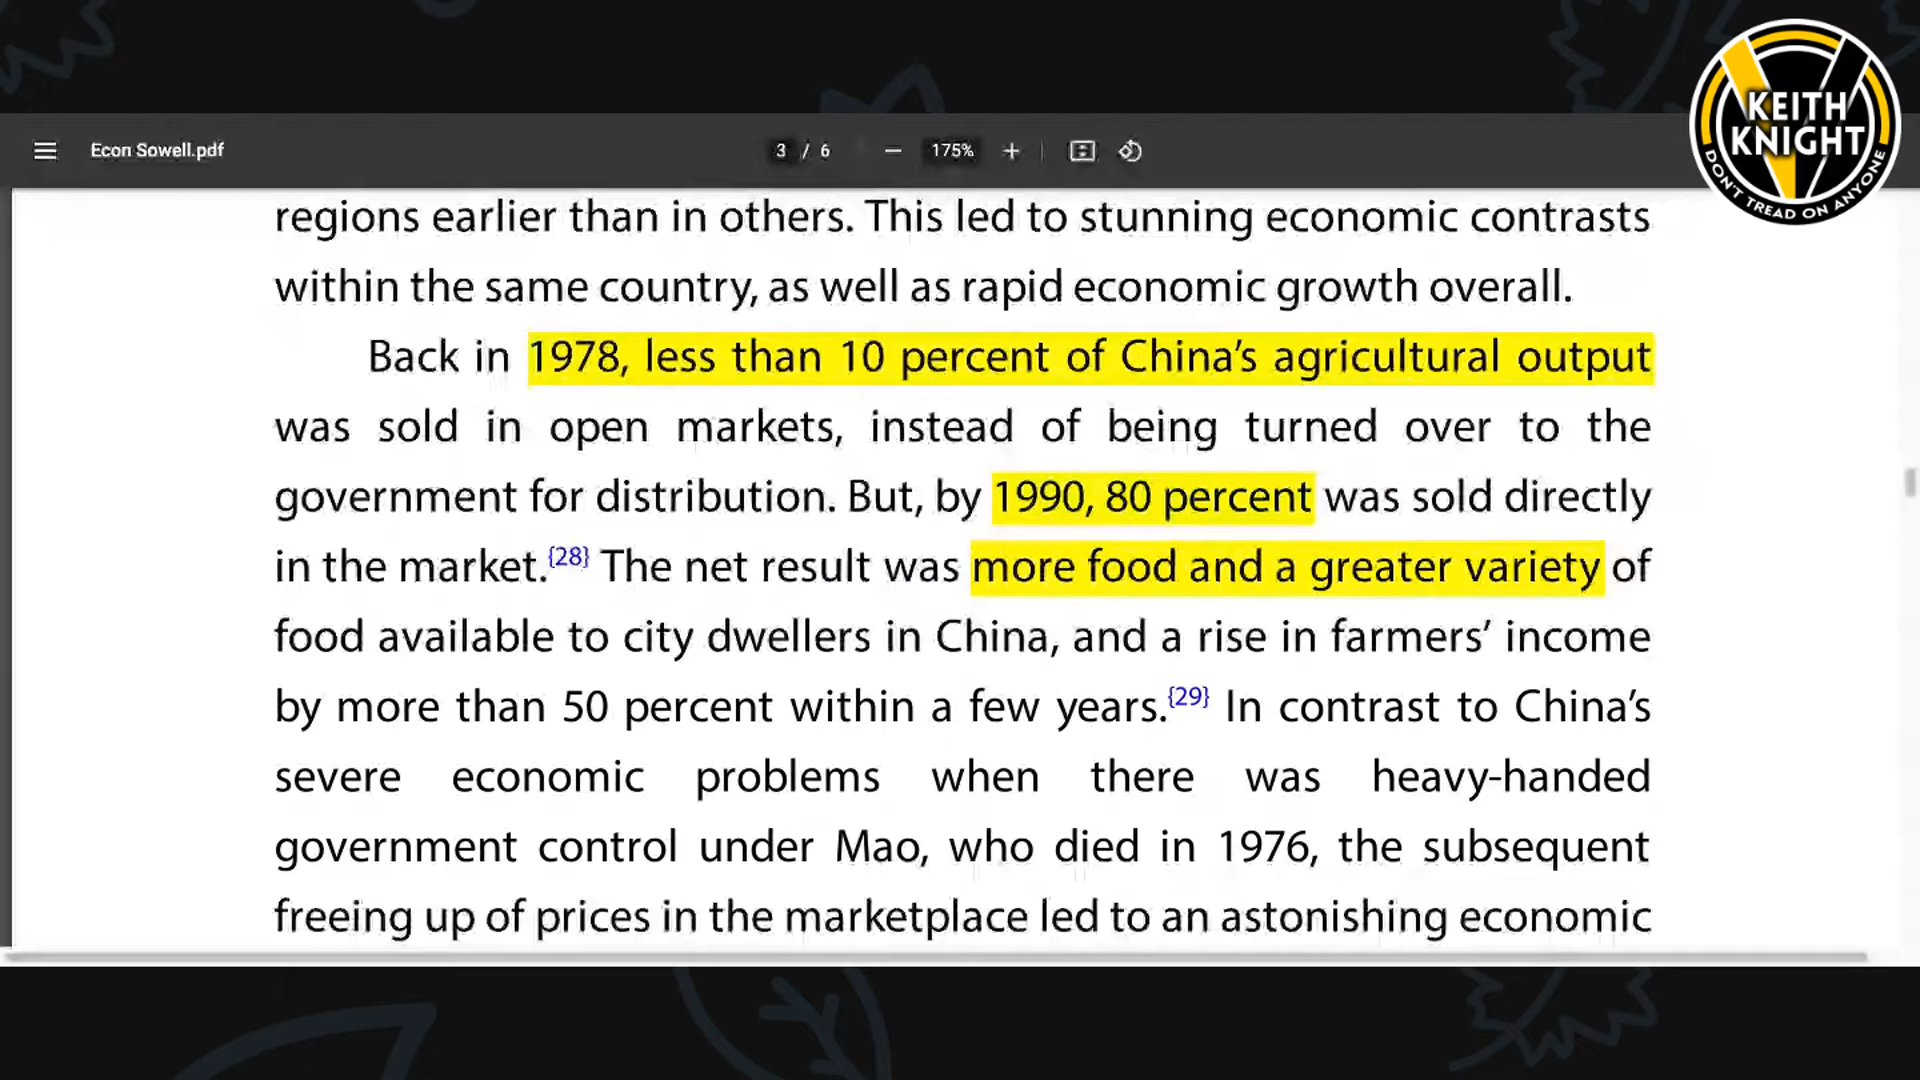 Econ Sowell.pdf
3 / 6
175%
KEITH
KNIGHT
DON'T TREAD ON ANYONE
regions earlier than in others. This led to stunning economic contrasts
within the same country, as well as rapid economic growth overall.
Back in 1978, less than 10 percent of China’s agricultural output
was sold in open markets, instead of being turned over to the
government for distribution. But, by 1990, 80 percent was sold directly
in the market.{28} The net result was more food and a greater variety of
food available to city dwellers in China, and a rise in farmers’ income
by more than 50 percent within a few years.{29} In contrast to China’s
severe economic problems when there was heavy-handed
government control under Mao, who died in 1976, the subsequent
freeing up of prices in the marketplace led to an astonishing economic